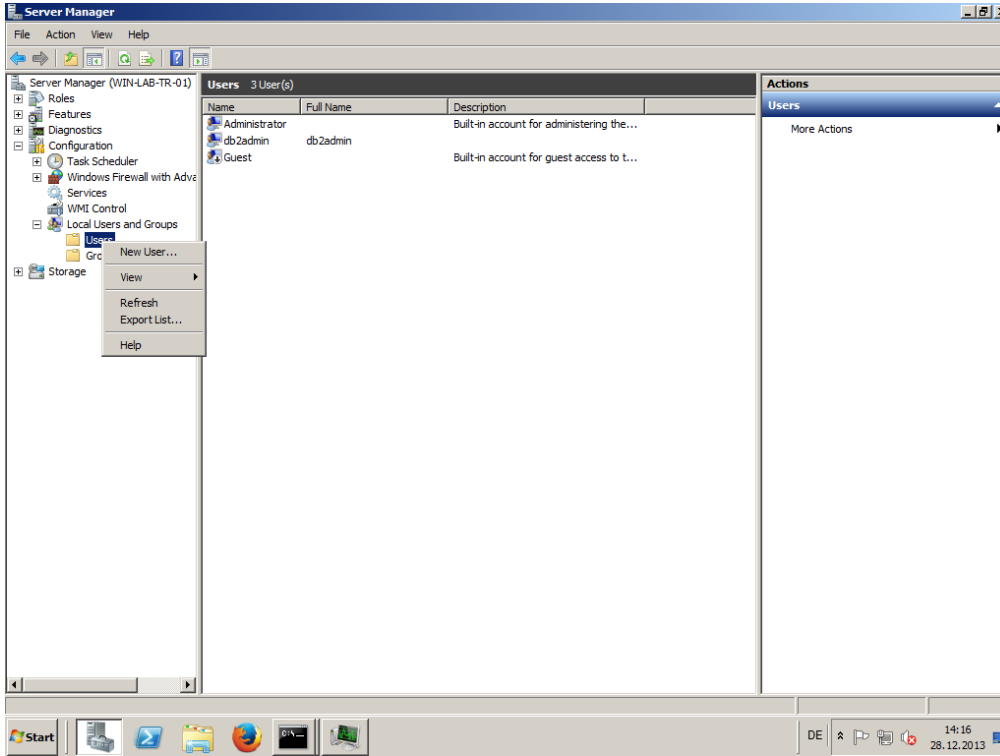 Server Manager
File Action View Help
Server Manager (WIN-LAB-TR-01)
Roles
Features
Diagnostics
Configuration
Task Scheduler
Windows Firewall with Adva
Services
WMI Control
Local Users and Groups
Users
Gro
Storage
New User...
View
Refresh
Export List...
Help
Users 3 User(s)
Name Full Name Description
Administrator Built-in account for administering the...
db2admin db2admin
Guest Built-in account for guest access to t...
Actions
Users
More Actions
Start
C:\
DE
14:16
28.12.2013